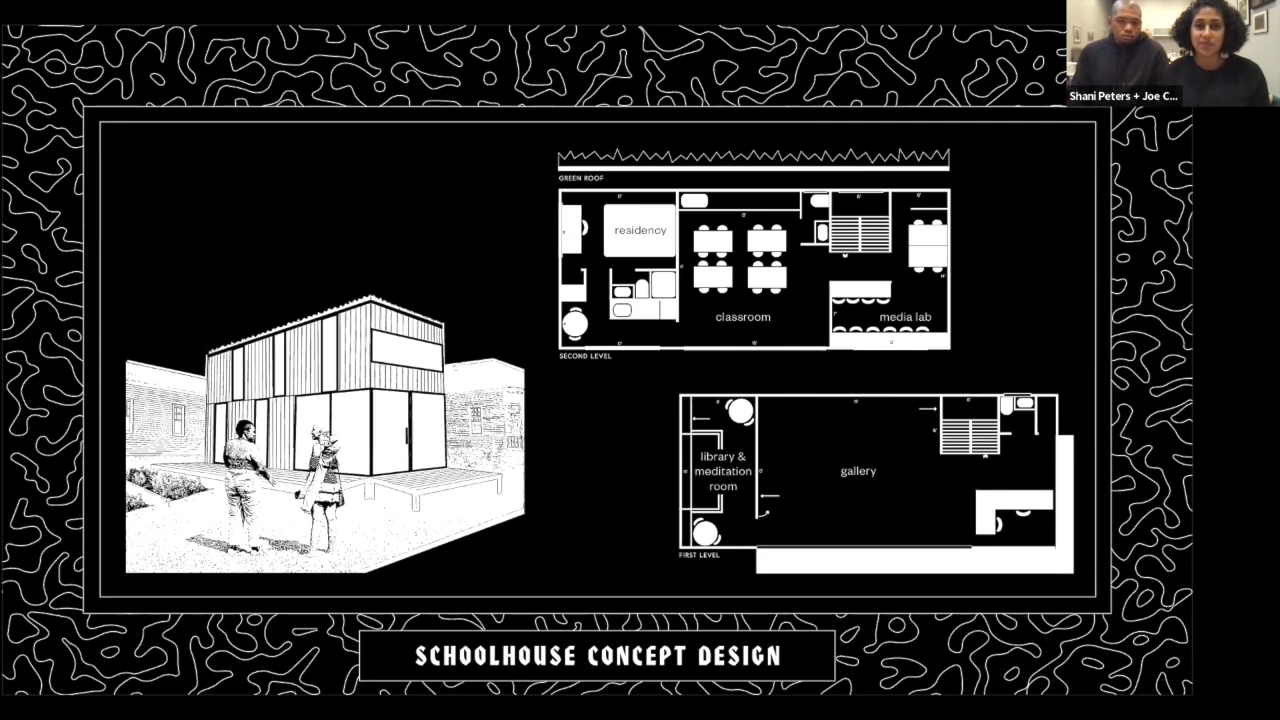 Shani Peters + Joe C...
GREEN ROOF
residency
classroom
media lab
SECOND LEVEL
library &
meditation
room
gallery
FIRST LEVEL
SCHOOLHOUSE CONCEPT DESIGN